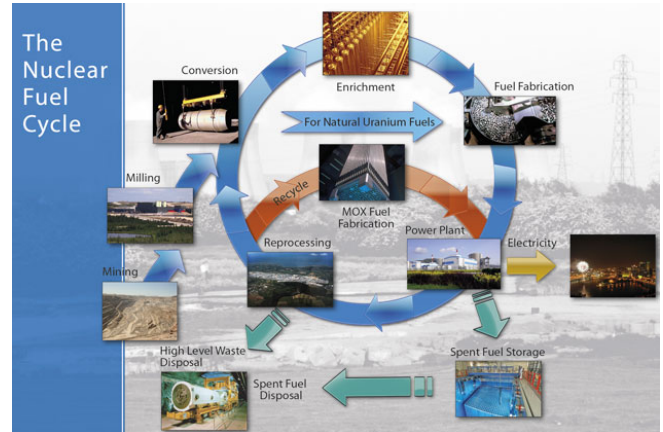 The
Nuclear
Fuel
Cycle
Enrichment
Conversion
Fuel Fabrication
For Natural Uranium Fuels
Milling
Recycle
MOX Fuel
Fabrication
Power Plant
Reprocessing
Electricity
Mining
High Level Waste
Disposal
Spent Fuel Storage
Spent Fuel
Disposal